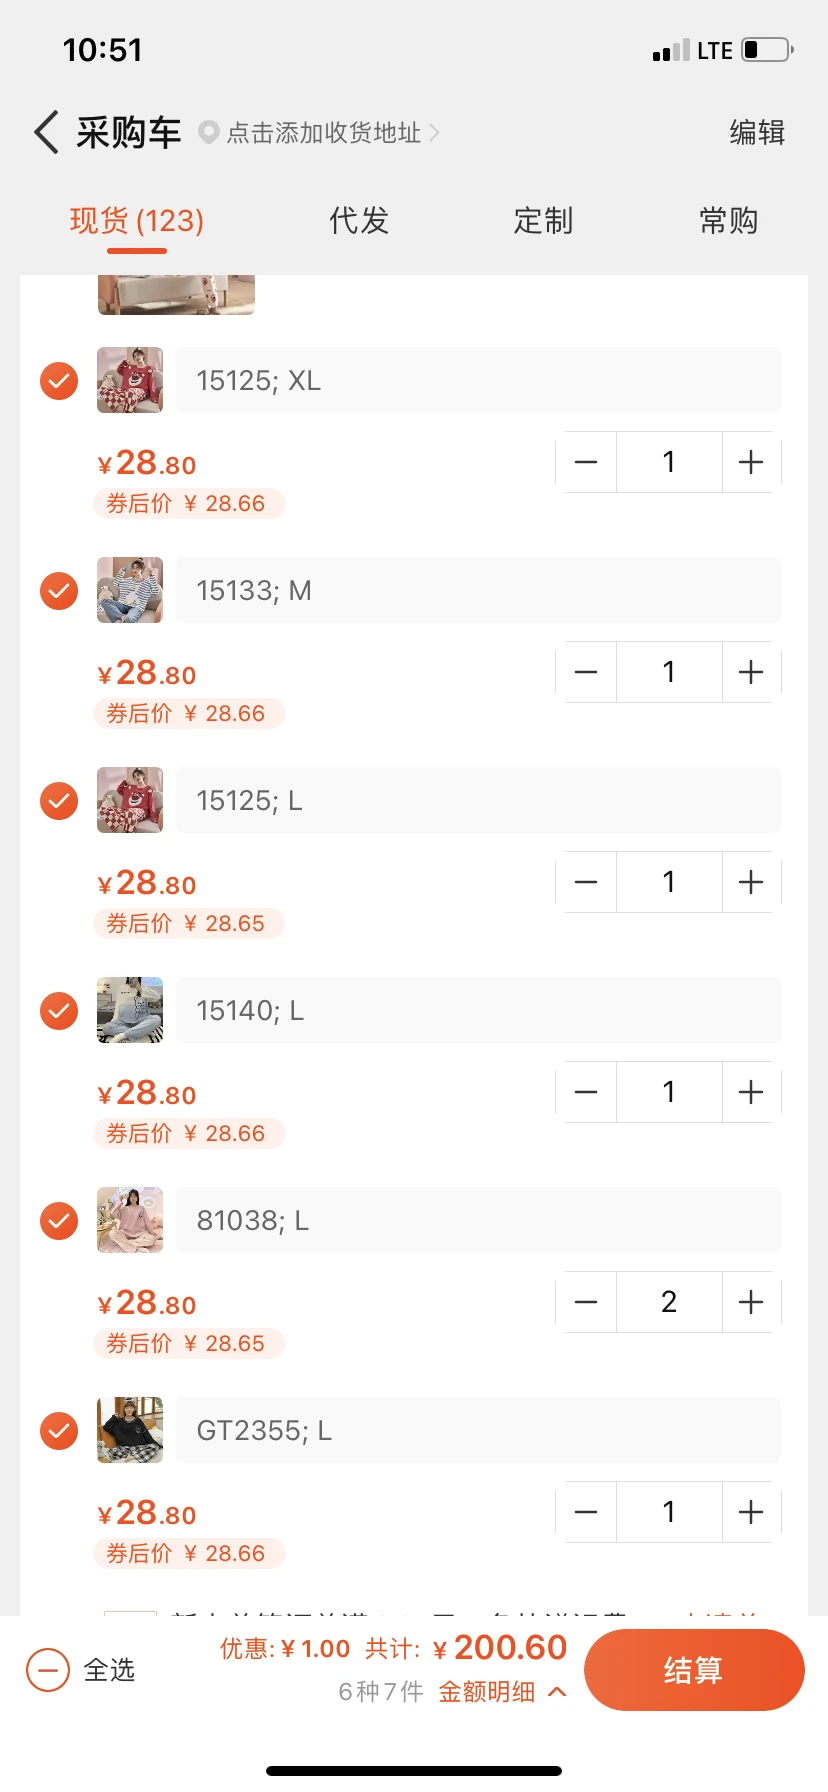 10:51
LTE
采购车 点击添加收货地址
编辑
现货(123) 代发 定制 常购
15125; XL
¥28.80
1
券后价 ¥ 28.66
15133; M
¥28.80
1
券后价 ¥ 28.66
15125; L
¥28.80
1
券后价 ¥ 28.65
15140; L
¥28.80
1
券后价 ¥ 28.66
81038; L
¥28.80
2
券后价 ¥ 28.65
GT2355; L
¥28.80
1
券后价 ¥ 28.66
全选
优惠:¥1.00 共计: ¥200.60
6种7件 金额明细
结算